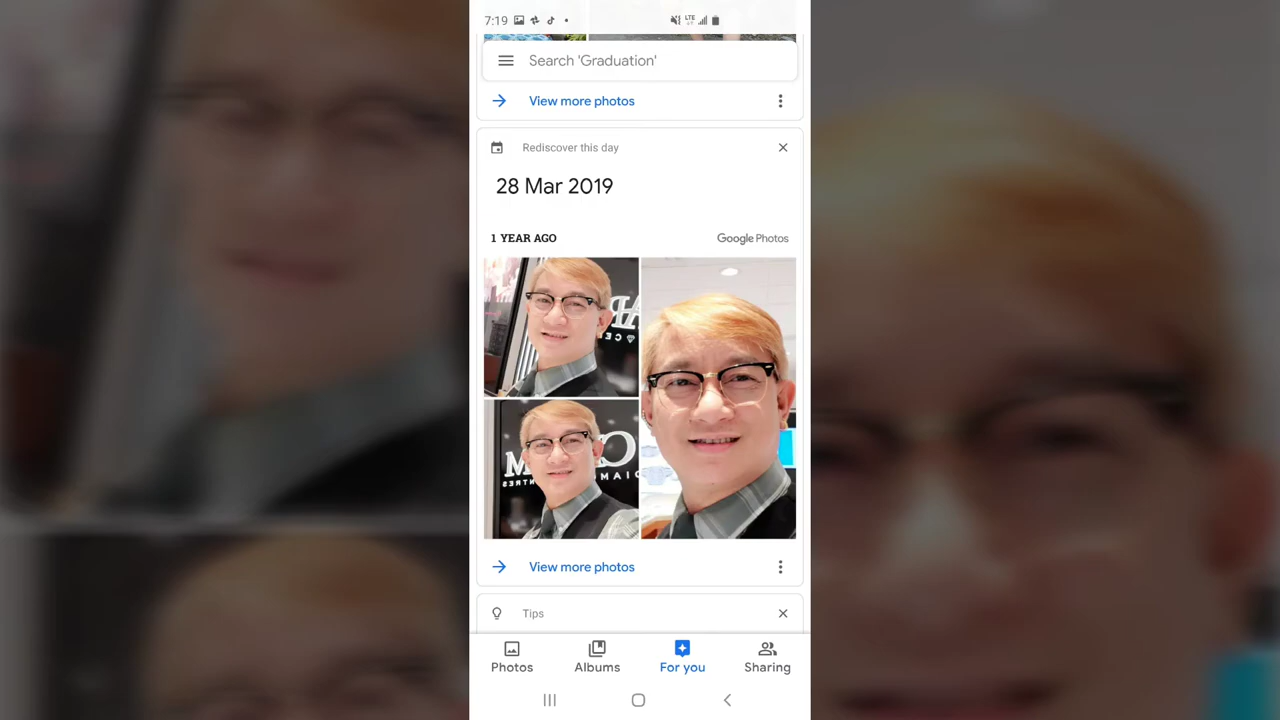 7:19 LTE
Search 'Graduation'
View more photos
Rediscover this day
28 Mar 2019
1 YEAR AGO Google Photos
View more photos
Tips
Photos Albums For you Sharing